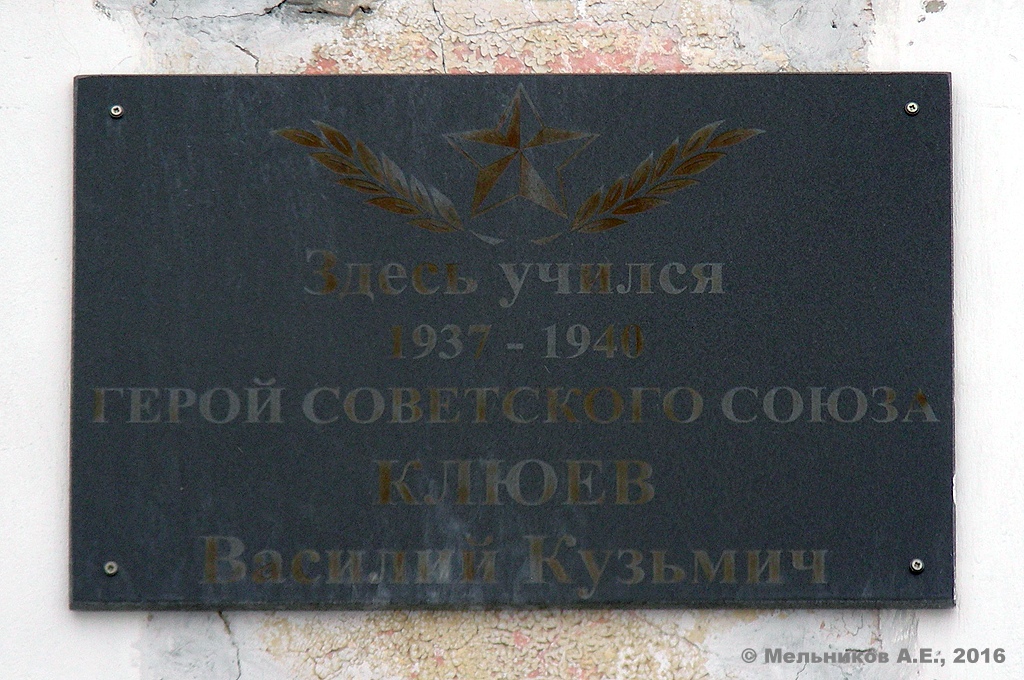 Здесь учился
1937 - 1940
ГЕРОЙ СОВЕТСКОГО СОЮЗА
КЛЮЕВ
Василий Кузьмич
© Мельников А.Е., 2016